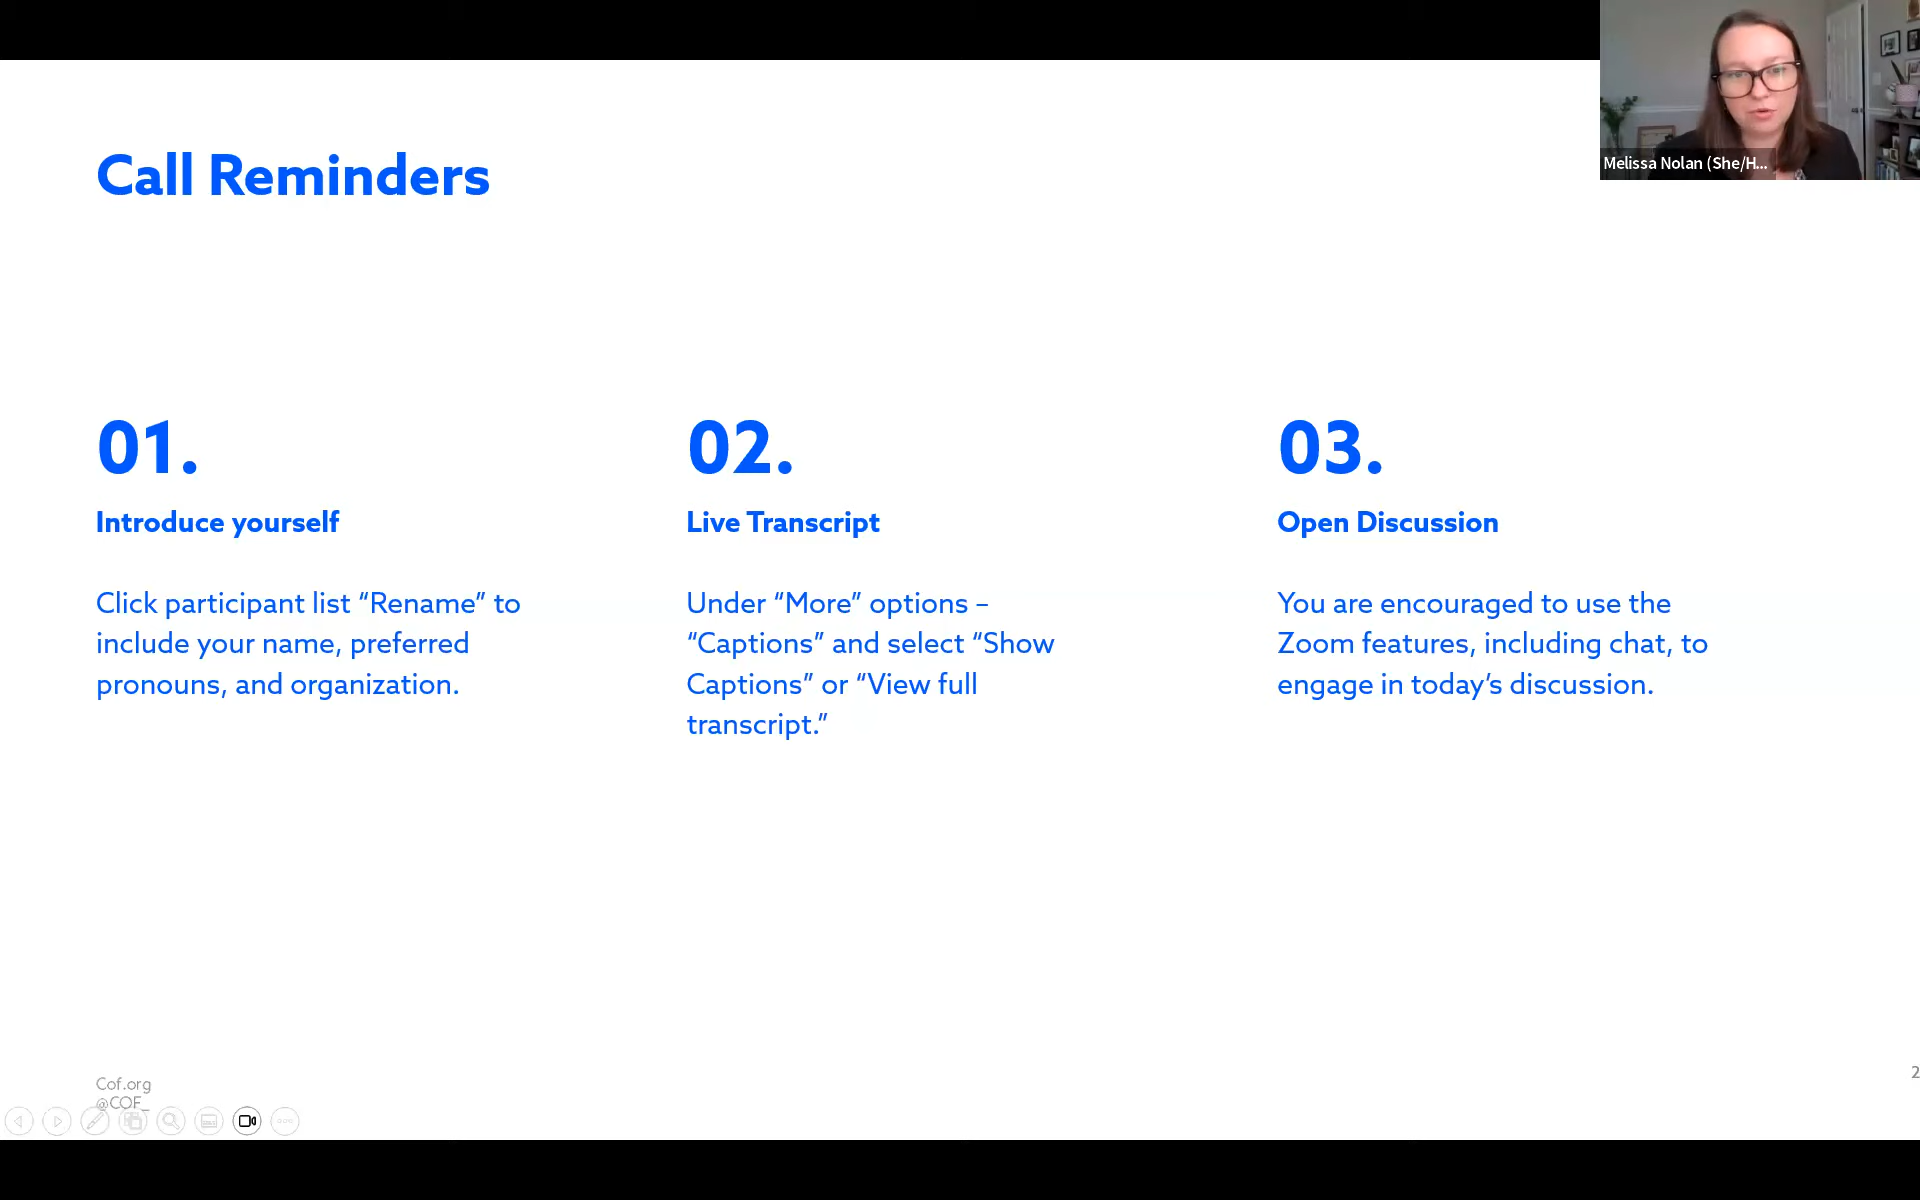 Melissa Nolan (She/H...
Call Reminders
01.
Introduce yourself
Click participant list “Rename” to
include your name, preferred
pronouns, and organization.
02.
Live Transcript
Under “More” options –
“Captions” and select “Show
Captions” or “View full
transcript.”
03.
Open Discussion
You are encouraged to use the
Zoom features, including chat, to
engage in today’s discussion.
Cof.org
@COF_
2